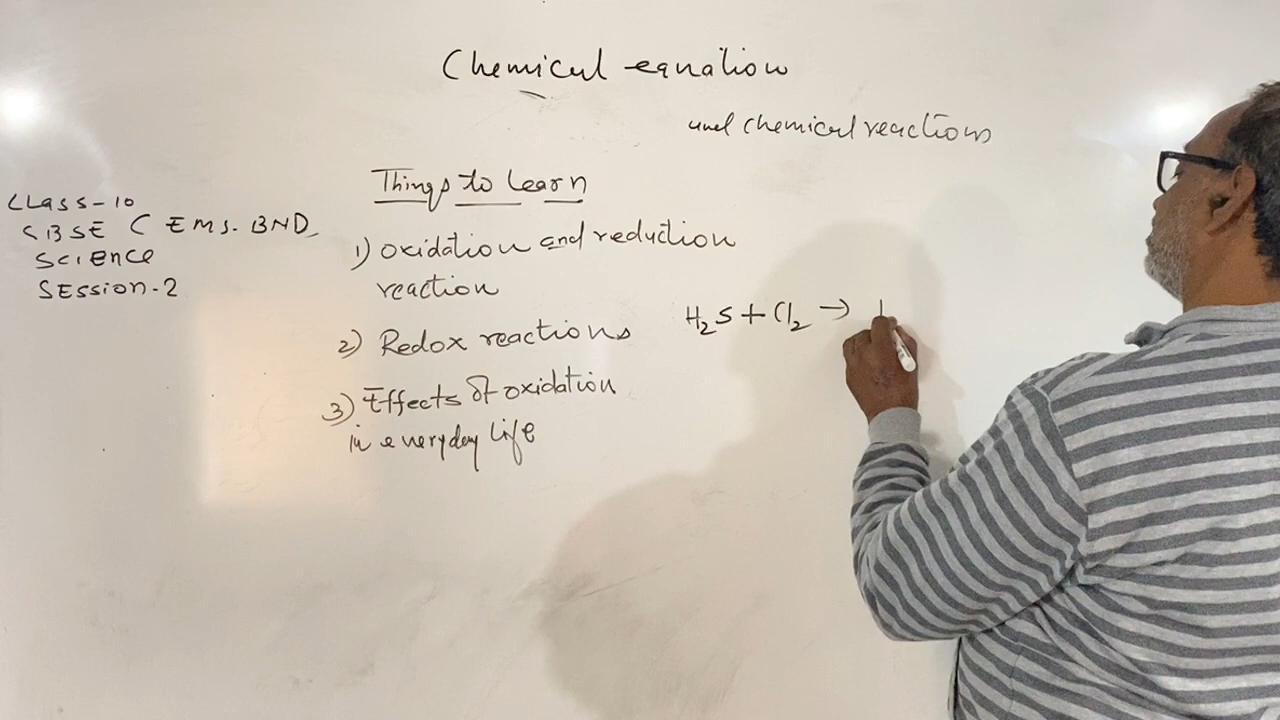 Chemical equation
and chemical reactions
Things to learn
CLASS-10
CBSE ( EMS. BND
SCIENCE
SESSION-2
1) oxidation and reduction
reaction
2) Redox reactions
3) Effects of oxidation
in everyday life
H₂S + Cl₂ →